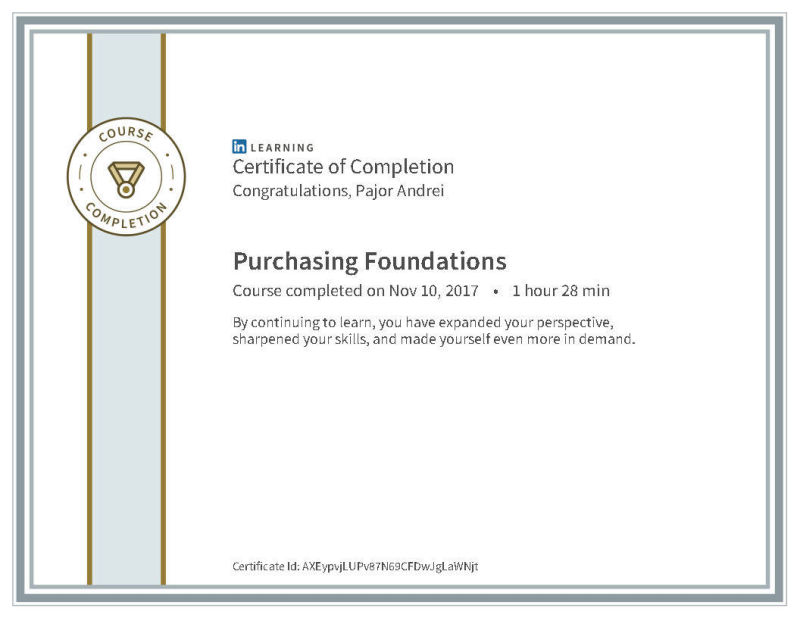 COURSE
COMPLETION
in LEARNING
Certificate of Completion
Congratulations, Pajor Andrei
Purchasing Foundations
Course completed on Nov 10, 2017 • 1 hour 28 min
By continuing to learn, you have expanded your perspective,
sharpened your skills, and made yourself even more in demand.
Certificate Id: AXEypvjLUPv87N69CFDwJgLaWNjt